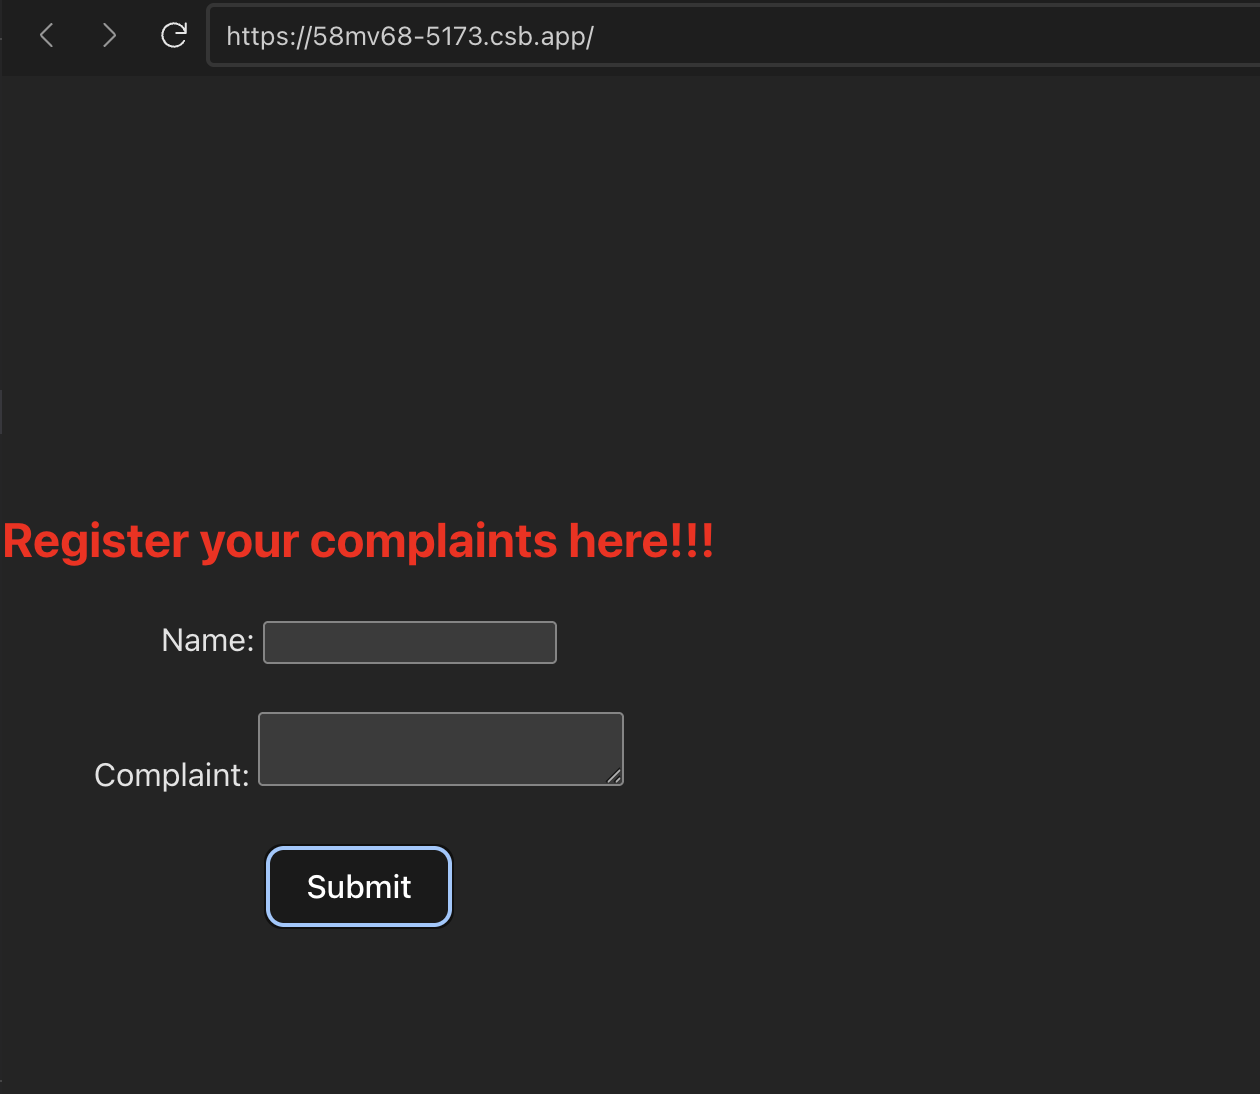 https://58mv68-5173.csb.app/
Register your complaints here!!!
Name:
Complaint:
Submit